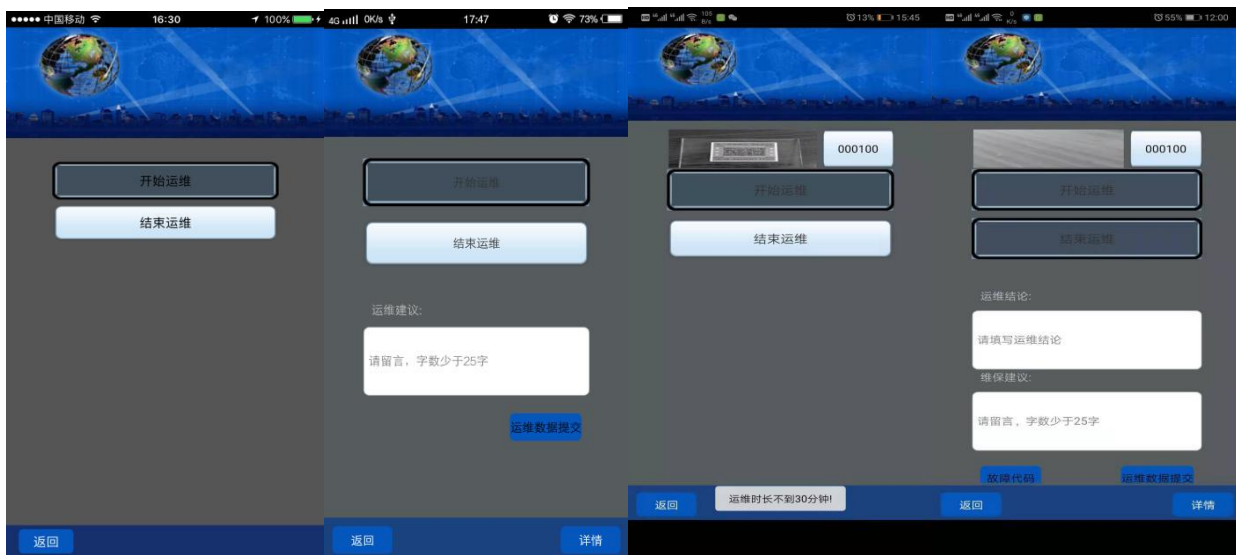 中国移动 16:30 100%
开始运维
结束运维
返回
4G 0K/s 17:47 73%
开始运维
结束运维
运维建议:
请留言，字数少于25字
运维数据提交
返回 详情
13% 15:45
000100
开始运维
结束运维
返回 运维时长不到30分钟!
0 K/s 55% 12:00
000100
开始运维
结束运维
运维结论:
请填写运维结论
维保建议:
请留言，字数少于25字
故障代码 运维数据提交
返回 详情